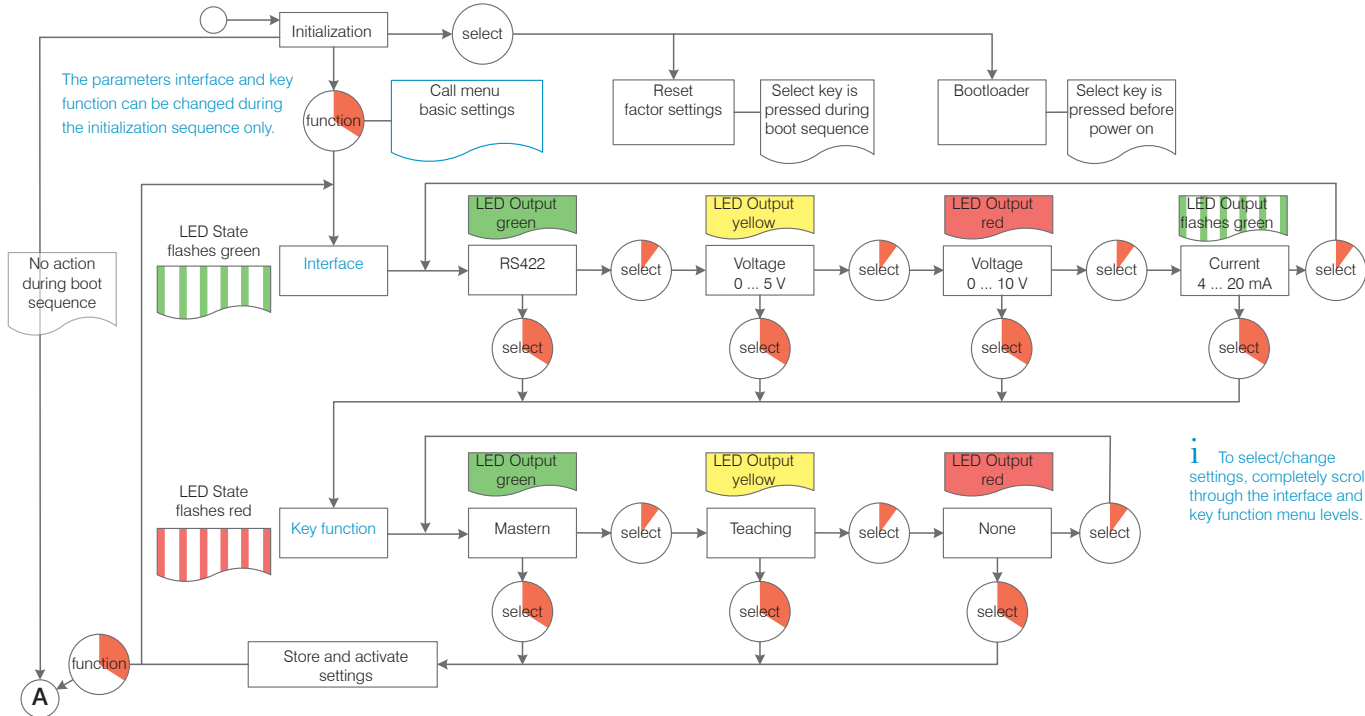 Initialization
select
The parameters interface and key
function can be changed during
the initialization sequence only.
function
Call menu
basic settings
Reset
factor settings
Select key is
pressed during
boot sequence
Bootloader
Select key is
pressed before
power on
No action
during boot
sequence
LED State
flashes green
Interface
LED Output
green
RS422
select
LED Output
yellow
Voltage
0 ... 5 V
select
LED Output
red
Voltage
0 ... 10 V
select
LED Output
flashes green
Current
4 ... 20 mA
select
select
select
select
select
LED State
flashes red
Key function
LED Output
green
Mastern
select
LED Output
yellow
Teaching
select
LED Output
red
None
select
i To select/change
settings, completely scroll
through the interface and
key function menu levels.
select
select
select
Store and activate
settings
function
A